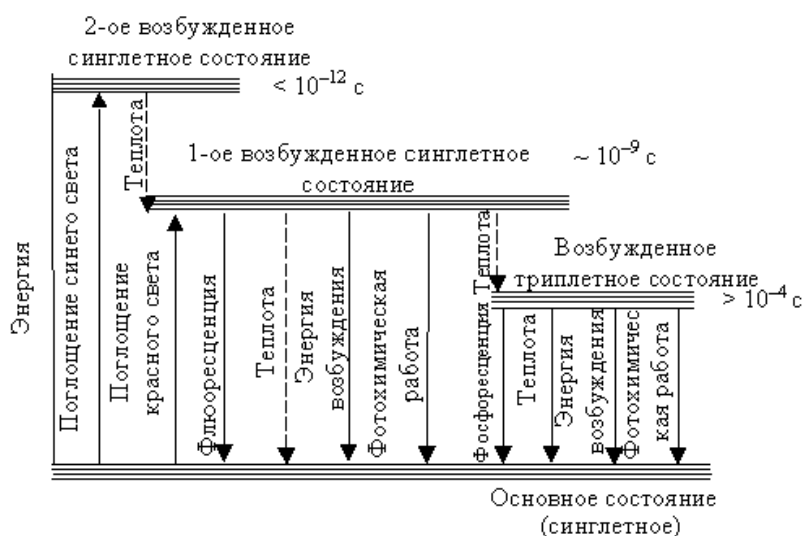 2-ое возбужденное
синглетное состояние
< 10⁻¹² с
Теплота
1-ое возбужденное синглетное
состояние
~ 10⁻⁹ с
Энергия
Поглощение синего света
Поглощение
красного света
Флюоресценция
Теплота
Энергия
возбуждения
Фотохимическая
работа
Теплота
Возбужденное
триплетное состояние
> 10⁻⁴ с
Фосфоресценция
Теплота
Энергия
возбуждения
Фотохимичес
кая работа
Основное состояние
(синглетное)